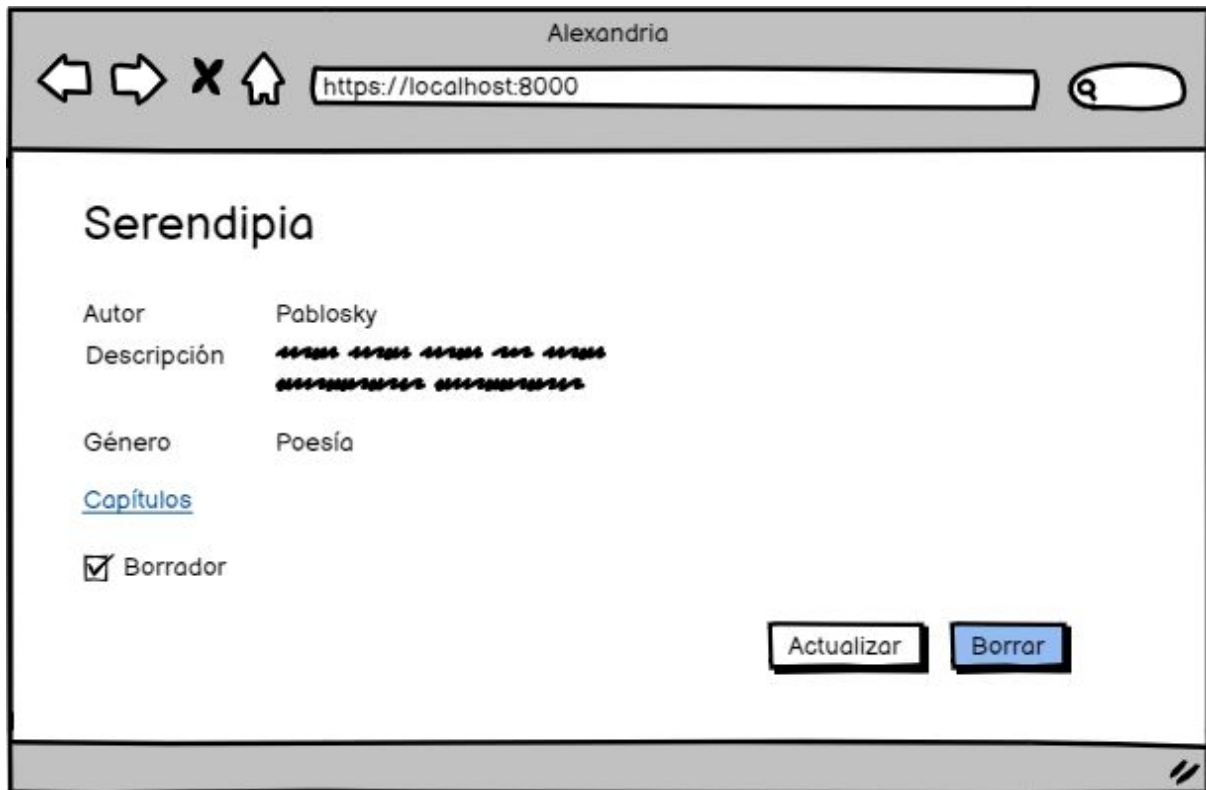 Alexandria
https://localhost:8000
Serendipia
Autor Pablosky
Descripción
Género Poesía
Capítulos
Borrador
Actualizar Borrar